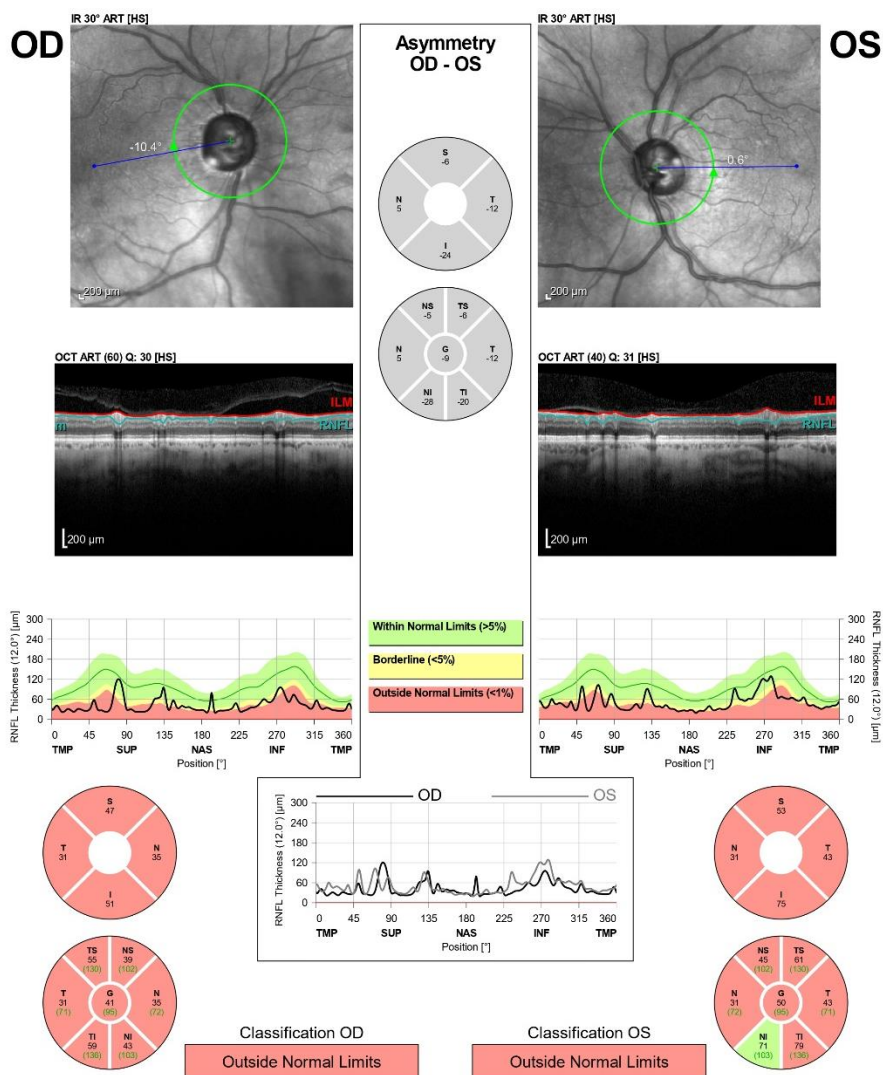 OD
IR 30° ART [HS]
-10.4°
200 µm
Asymmetry
OD - OS
IR 30° ART [HS]
OS
0.6°
200 µm
S
-6
N
5
T
-12
I
-24
NS
-5
TS
-6
N
5
G
-9
T
-12
NI
-28
TI
-20
OCT ART (60) Q: 30 [HS]
ILM
RNFL
200 µm
OCT ART (40) Q: 31 [HS]
ILM
RNFL
200 µm
RNFL Thickness (12.0°) [µm]
300
240
180
120
60
0
0 45 90 135 180 225 270 315 360
TMP SUP NAS INF TMP
Position [°]
Within Normal Limits (>5%)
Borderline (<5%)
Outside Normal Limits (<1%)
300
240
180
120
60
0
RNFL Thickness (12.0°) [µm]
0 45 90 135 180 225 270 315 360
TMP SUP NAS INF TMP
Position [°]
OD
OS
RNFL Thickness (12.0°) [µm]
300
240
180
120
60
0
0 45 90 135 180 225 270 315 360
TMP SUP NAS INF TMP
Position [°]
S
47
T
31
N
35
I
51
S
53
N
31
T
43
I
75
TS
55
(130)
NS
39
(102)
T
31
(71)
G
41
(95)
N
35
(72)
TI
59
(136)
NI
43
(103)
Classification OD
Outside Normal Limits
Classification OS
Outside Normal Limits
NS
45
(102)
TS
61
(130)
N
31
(72)
G
50
(95)
T
43
(71)
NI
71
(103)
TI
79
(136)